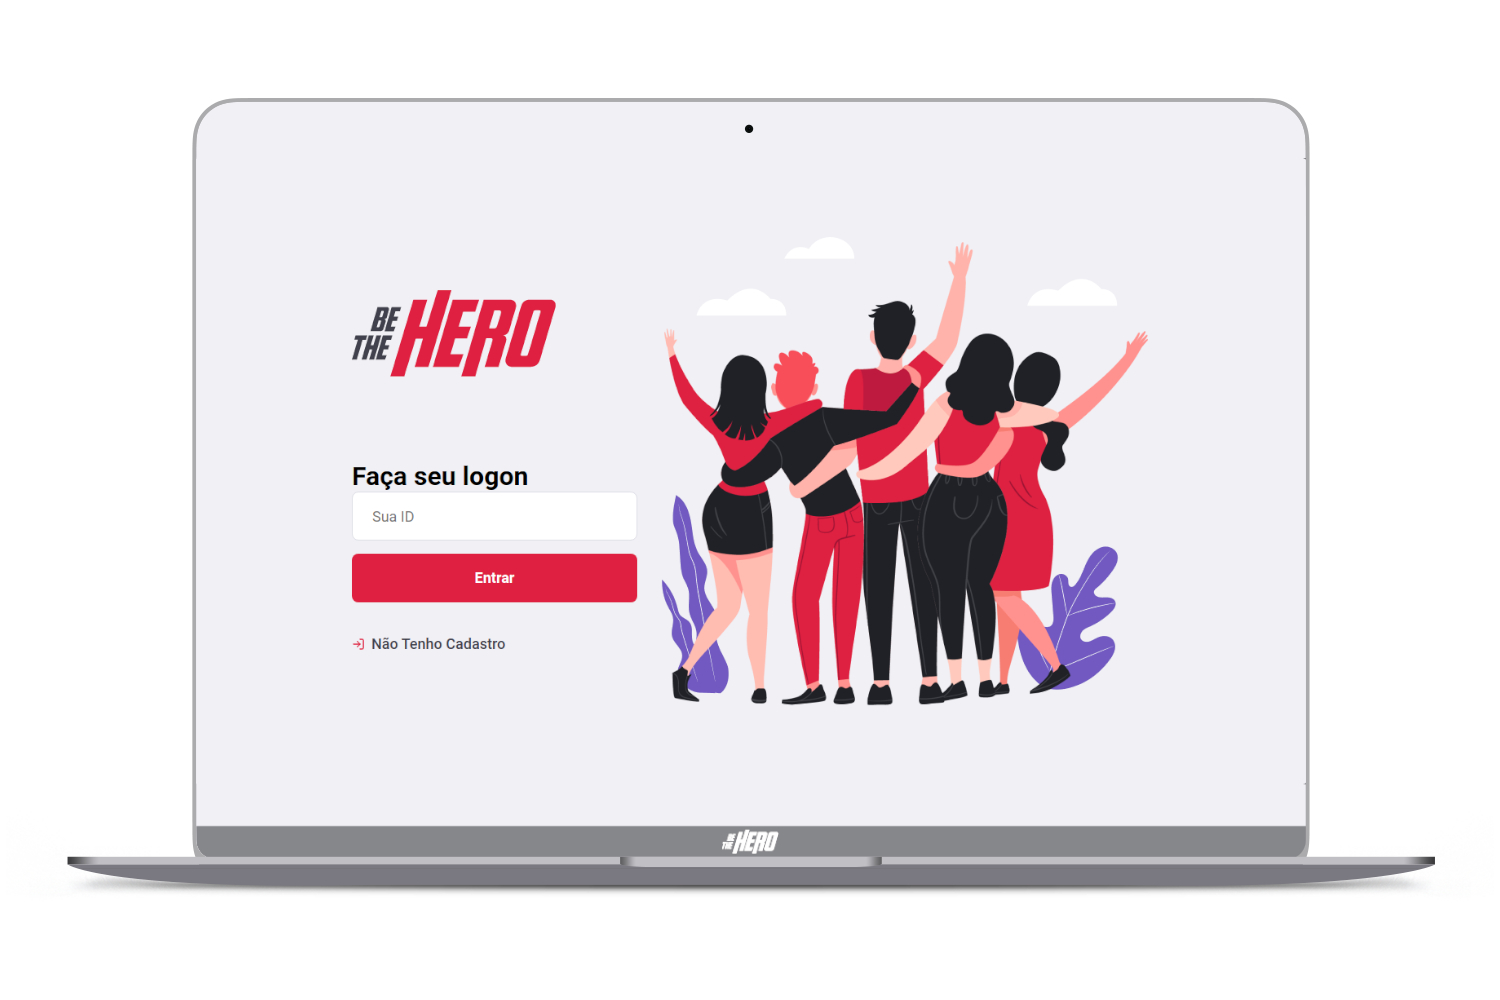 BE
THE HERO
Faça seu logon
Sua ID
Entrar
Não Tenho Cadastro
BE
THE HERO